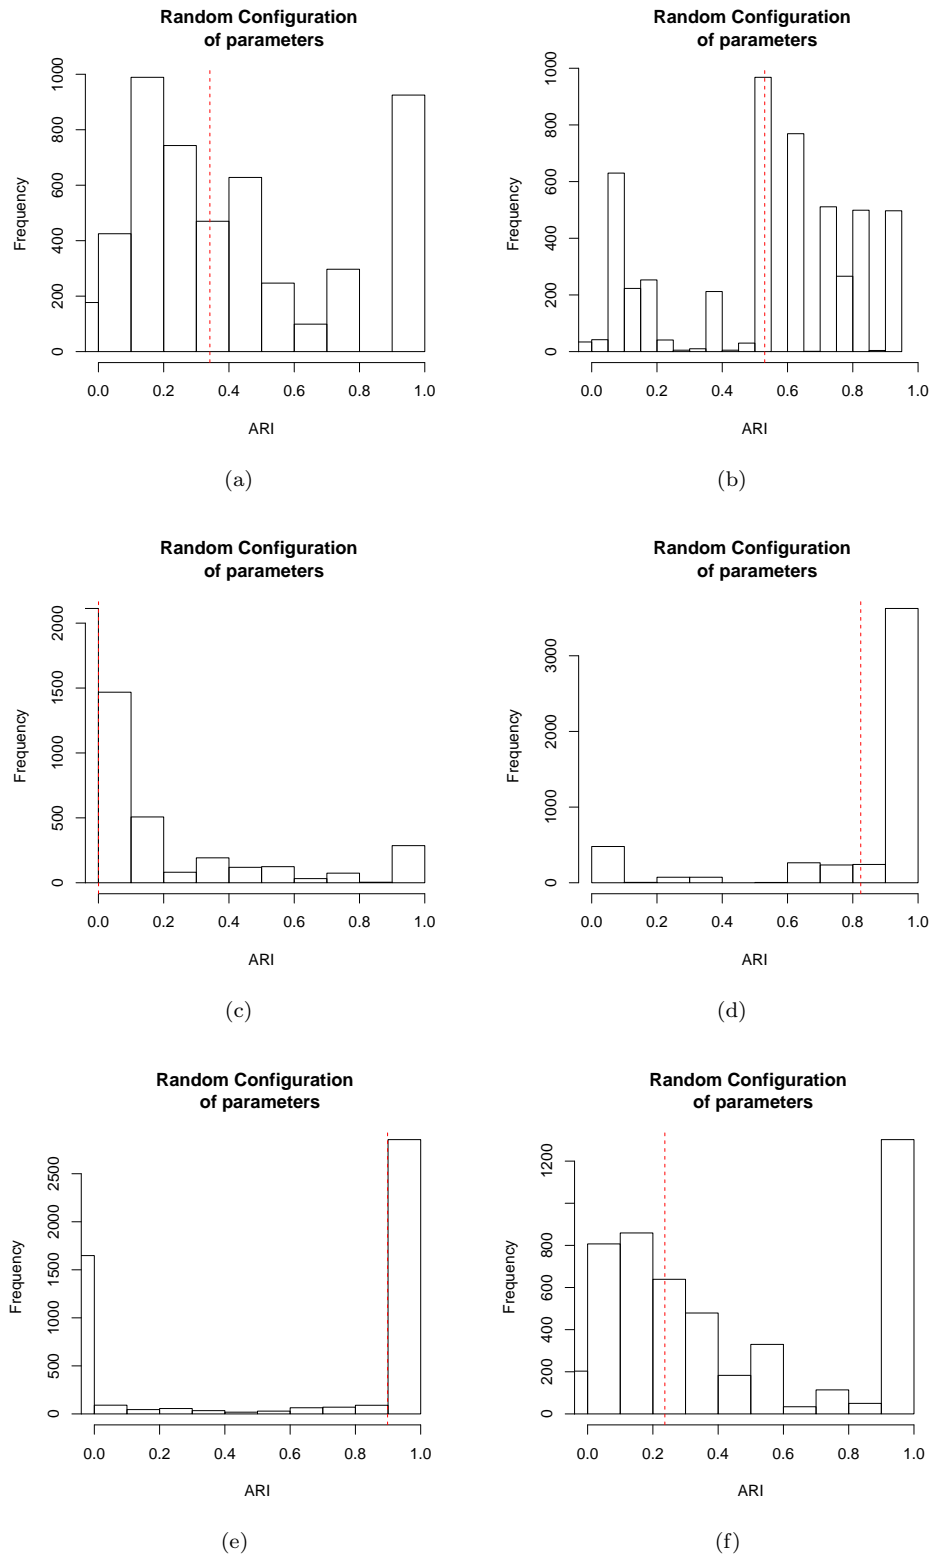 Random Configuration
of parameters
Frequency
0 200 400 600 800 1000
0.0 0.2 0.4 0.6 0.8 1.0
ARI
(a)
Random Configuration
of parameters
Frequency
0 200 400 600 800 1000
0.0 0.2 0.4 0.6 0.8 1.0
ARI
(b)
Random Configuration
of parameters
Frequency
0 500 1000 1500 2000
0.0 0.2 0.4 0.6 0.8 1.0
ARI
(c)
Random Configuration
of parameters
Frequency
0 1000 2000 3000
0.0 0.2 0.4 0.6 0.8 1.0
ARI
(d)
Random Configuration
of parameters
Frequency
0 500 1000 1500 2000 2500
0.0 0.2 0.4 0.6 0.8 1.0
ARI
(e)
Random Configuration
of parameters
Frequency
0 200 400 600 800 1200
0.0 0.2 0.4 0.6 0.8 1.0
ARI
(f)